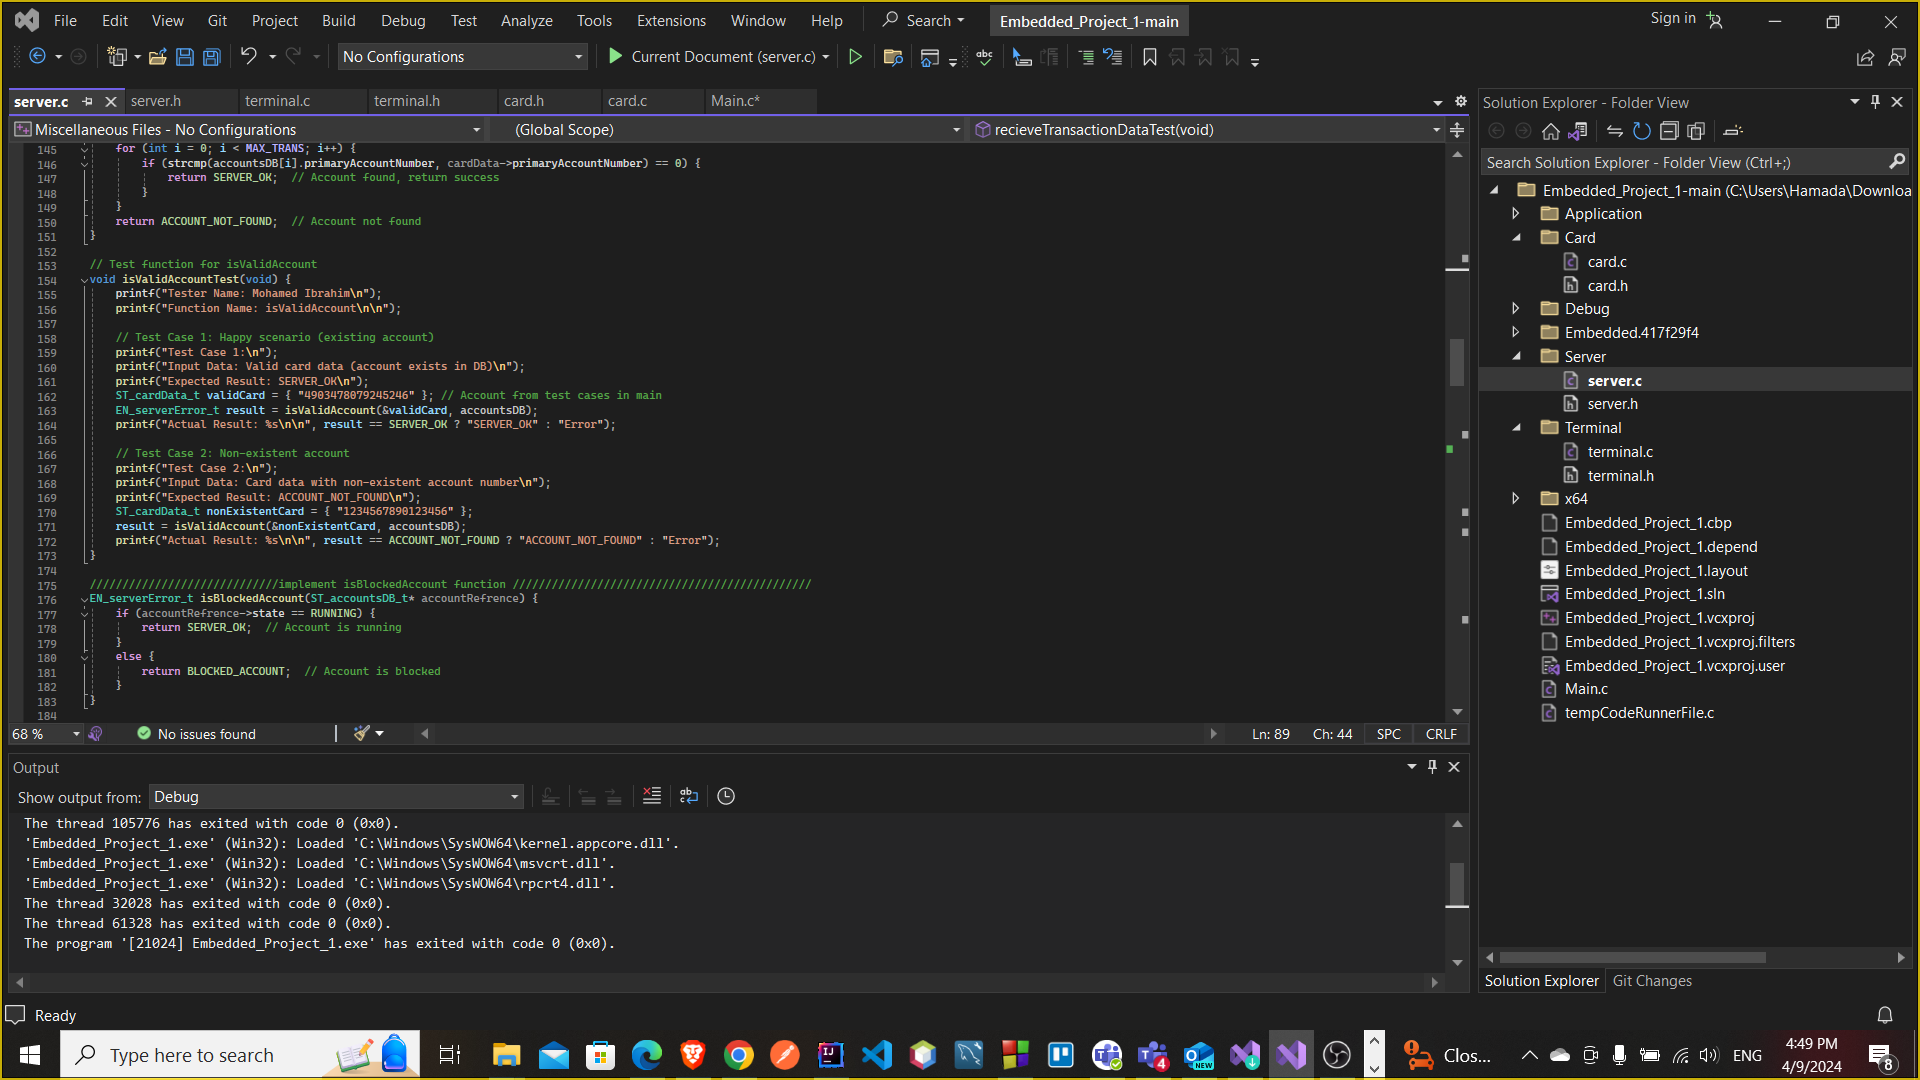 File Edit View Git Project Build Debug Test Analyze Tools Extensions Window Help Search Embedded_Project_1-main Sign in
No Configurations Current Document (server.c)
server.c server.h terminal.c terminal.h card.h card.c Main.c*
Miscellaneous Files - No Configurations (Global Scope) recieveTransactionDataTest(void)
145 for (int i = 0; i < MAX_TRANS; i++) {
146 if (strcmp(accountsDB[i].primaryAccountNumber, cardData->primaryAccountNumber) == 0) {
147 return SERVER_OK; // Account found, return success
148 }
149 }
150 return ACCOUNT_NOT_FOUND; // Account not found
151 }
152
153 // Test function for isValidAccount
154 void isValidAccountTest(void) {
155 printf("Tester Name: Mohamed Ibrahim\n");
156 printf("Function Name: isValidAccount\n\n");
157
158 // Test Case 1: Happy scenario (existing account)
159 printf("Test Case 1:\n");
160 printf("Input Data: Valid card data (account exists in DB)\n");
161 printf("Expected Result: SERVER_OK\n");
162 ST_cardData_t validCard = { "4903478079245246" }; // Account from test cases in main
163 EN_serverError_t result = isValidAccount(&validCard, accountsDB);
164 printf("Actual Result: %s\n\n", result == SERVER_OK ? "SERVER_OK" : "Error");
165
166 // Test Case 2: Non-existent account
167 printf("Test Case 2:\n");
168 printf("Input Data: Card data with non-existent account number\n");
169 printf("Expected Result: ACCOUNT_NOT_FOUND\n");
170 ST_cardData_t nonExistentCard = { "1234567890123456" };
171 result = isValidAccount(&nonExistentCard, accountsDB);
172 printf("Actual Result: %s\n\n", result == ACCOUNT_NOT_FOUND ? "ACCOUNT_NOT_FOUND" : "Error");
173 }
174
175 /////////////////////////////implement isBlockedAccount function //////////////////////////////////////////////
176 EN_serverError_t isBlockedAccount(ST_accountsDB_t* accountRefrence) {
177 if (accountRefrence->state == RUNNING) {
178 return SERVER_OK; // Account is running
179 }
180 else {
181 return BLOCKED_ACCOUNT; // Account is blocked
182 }
183 }
184
68 % No issues found Ln: 89 Ch: 44 SPC CRLF
Output
Show output from: Debug
The thread 105776 has exited with code 0 (0x0).
'Embedded_Project_1.exe' (Win32): Loaded 'C:\Windows\SysWOW64\kernel.appcore.dll'.
'Embedded_Project_1.exe' (Win32): Loaded 'C:\Windows\SysWOW64\msvcrt.dll'.
'Embedded_Project_1.exe' (Win32): Loaded 'C:\Windows\SysWOW64\rpcrt4.dll'.
The thread 32028 has exited with code 0 (0x0).
The thread 61328 has exited with code 0 (0x0).
The program '[21024] Embedded_Project_1.exe' has exited with code 0 (0x0).
Solution Explorer - Folder View
Search Solution Explorer - Folder View (Ctrl+;)
Embedded_Project_1-main (C:\Users\Hamada\Downloa
Application
Card
card.c
card.h
Debug
Embedded.417f29f4
Server
server.c
server.h
Terminal
terminal.c
terminal.h
x64
Embedded_Project_1.cbp
Embedded_Project_1.depend
Embedded_Project_1.layout
Embedded_Project_1.sln
Embedded_Project_1.vcxproj
Embedded_Project_1.vcxproj.filters
Embedded_Project_1.vcxproj.user
Main.c
tempCodeRunnerFile.c
Solution Explorer Git Changes
Ready
Type here to search
Clos... ENG
4:49 PM
4/9/2024
8